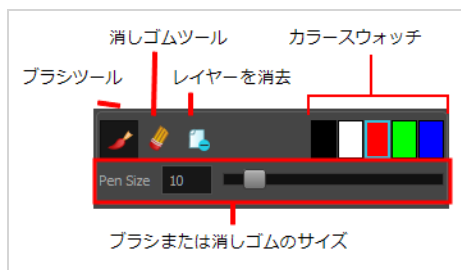 消しゴムツール
カラースウォッチ
ブラシツール
レイヤーを消去
Pen Size 10
ブラシまたは消しゴムのサイズ